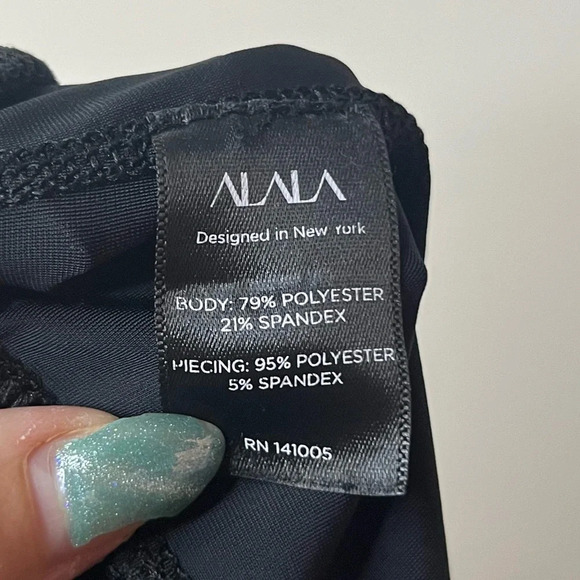 ALALA
Designed in New York
BODY: 79% POLYESTER
21% SPANDEX
PIECING: 95% POLYESTER
5% SPANDEX
RN 141005